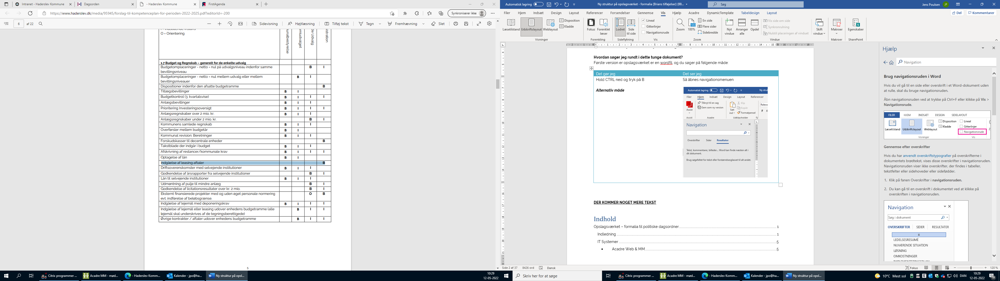 Intranet - Haderslev Kommune
Dagsorden
- Haderslev Kommune
FirstAgenda
https://www.haderslev.dk/media/95945/forslag-til-kompetenceplan-for-perioden-2022-2025.pdf?editorId=-200
Synkroniserer ikke
6 af 22
Sidevisning
Højtlæsning
Tilføj tekst
Tegn
Fremhævning
Slet
O = Orientering
1.7 Budget og Regnskab – generelt for de enkelte udvalg
Budgetomplaceringer - netto = nul på udvalgsniveau indenfor samme B I
bevillingsniveau
Budgetomplaceringer - netto = nul mellem udvalg eller mellem B I
bevillingsniveauer
Dispositioner indenfor den afsatte budgetramme B
Tillægsbevillinger B I
Budgetkontrol (3. kvartalsvise) B I I I
Anlægsbevillinger B I I
Prioritering Investeringsoversigt B I I I
Anlægsregnskaber over 2 mio. kr. B I I
Anlægsregnskaber under 2 mio. kr. B I
Kommunens samlede regnskab B I I
Overførsler mellem budgetår B I
Kommunal revision: Beretninger B I I
Forskudskasser til decentrale enheder B
Takstblade der indgår i budget B I I
Afskrivning af restancer/kommunale krav B I I I
Optagelse af lån B I
Indgåelse af leasing aftaler B
Driftsoverenskomster med selvejende institutioner B I I
Godkendelse af årsrapporter fra selvejende institutioner B I
Lån til selvejende institutioner B I I
Udmøntning af pulje til mindre anlæg B I
Godkendelse af licitationsresultater over kr. 2 mio. B I
Eksternt finansierede projekter med og uden øget personale normering O B
evt. indførelse af beløbsgrænse.
Indgåelse af lejemål med deponeringskrav B I I I
Indgåelse af lejemål eller leasing udover enhedens budgetramme (alle B I I
lejemål skal underskrives af de tegningsberettigede)
Øvrige kontrakter / aftaler udover enhedens budgetramme B I I
5
Citrix programmer ...
Acadre MM - mød...
- Haderslev Komm...
Kalender - jpo@ha...
Ny struktur på opsl...
10:29
12-05-2022
Automatisk lagring
Ny struktur på opslagsværket - formalia (Brians tilføjelser) (00...
Søg
Jens Poulsen
JP
Filer Hjem Indsæt Design Layout Referencer Forsendelser Gennemse Vis Hjælp Acadre DynamicTemplate Tabeldesign Layout
Del
Kommentarer
Læsetilstand Udskriftslayout Weblayout
Disposition
Kladde
Visninger
Fokus Forenklet læser
Forenkling
Lodret Side til side
Sideflytning
Lineal
Gitterlinjer
Navigationsrude
Vis
Zoom 100%
En side
Flere sider
Sidebredde
Zoom
Nyt vindue
Arranger alle
Opdel
Vis side om side
Synkronrulning
Nulstil placeringen af vinduet
Skift vindue
Vindue
Makroer
Makroer
Egenskaber
SharePoint
Hvordan søger jeg rundt i dette tunge dokument?
Første version er opslagsværket er en wordfil, og du søger på følgende måde:
Det gør jeg Det ser jeg
Hold CTRL ned og tryk på B Så åbnes navigationsmenuen
Alternativ måde
Automatisk lagring Ny struk
Filer Hjem Indsæt Design Layout Referencer
Assist
Tilknyt til en sag
Gem som ny version
Sæt ind
Klip
Kopiér
Formatpensel
Ralewa
F K
Assist Acadre Udklipsholder
Navigation
Overskrifter Sider Resultater
Tekst, kommentarer, billeder... Word kan finde næsten alt i
dit dokument.
Brug søgefeltet for tekst eller forstørrelsesglasset til alt andet.
DER KOMMER NOGET MERE TEKST
Indhold
Opslagsværket – formalia til politiske dagsordner 1
Indledning 1
IT Systemer 5
• Acadre Web & MM 5
Hjælp
Navigation
Brug navigationsruden i Word
Hvis du vil gå til en side eller overskrift i et Word-dokument uden
at rulle, skal du bruge navigationsruden.
Åbn navigationsruden ved at trykke på Ctrl+F eller klikke på Vis >
Navigationsrude.
FILER HJEM INDSÆT DESIGN SIDELAYOUT
Læsetilstand Udskriftslayout Weblayout
Disposition
Kladde
Lineal
Gitterlinjer
Navigationsrude
Visninger Vis
Gennemse efter overskrifter
Hvis du har anvendt overskriftstypografier på overskrifterne i
dokumentets brødtekst, vises disse overskrifter i navigationsruden.
Navigationsruden viser ikke overskrifter, der findes i tabeller,
tekstfelter eller sidehoveder eller sidefødder.
1. Klik på fanen Overskrifter i navigationsruden.
2. Du kan gå til en overskrift i dokumentet ved at klikke på
overskriften i navigationsruden.
Navigation
Søg i dokument
OVERSKRIFTER SIDER RESULTATER
LEDELSESRESUMÉ
NUVÆRENDE SITUATION
LØSNING
OMKOSTNINGER
Side 2 af 37 8426 ord Dansk
Fokus
120 %
Skriv her for at søge
Citrix programmer ...
Acadre MM - mød...
- Haderslev Komm...
Kalender - jpo@ha...
Ny struktur på opsl...
10°C Mest sol
DAN
10:29
12-05-2022